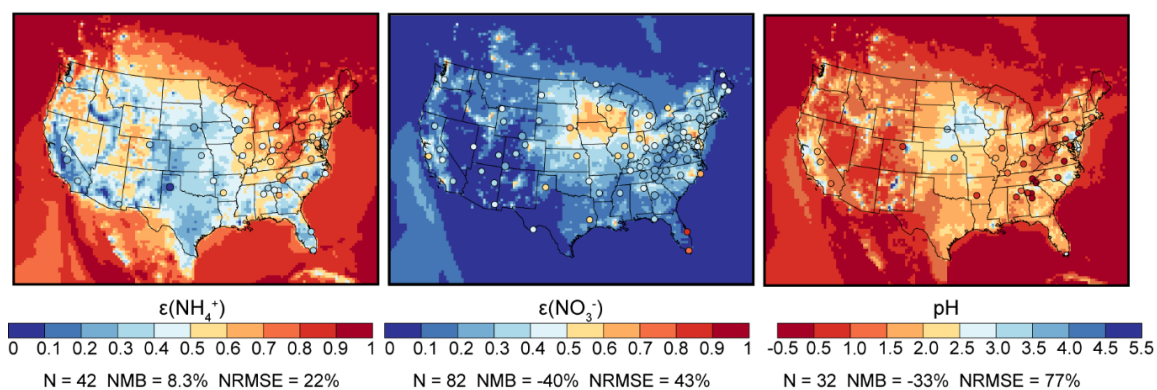 ε(NH₄⁺) ε(NO₃⁻) pH
0 0.1 0.2 0.3 0.4 0.5 0.6 0.7 0.8 0.9 1 0 0.1 0.2 0.3 0.4 0.5 0.6 0.7 0.8 0.9 1 -0.5 0.5 1.0 1.5 2.0 2.5 3.0 3.5 4.0 4.5 5.5
N = 42 NMB = 8.3% NRMSE = 22% N = 82 NMB = -40% NRMSE = 43% N = 32 NMB = -33% NRMSE = 77%